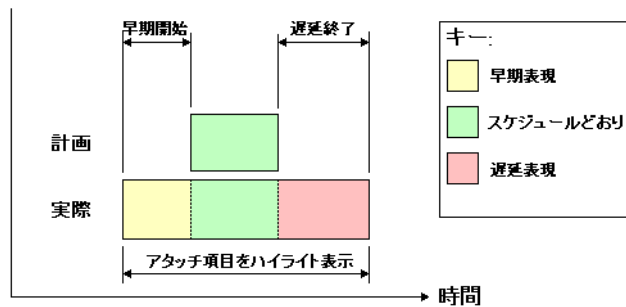 早期開始
遅延終了
キー:
早期表現
スケジュールどおり
遅延表現
計画
実際
アタッチ項目をハイライト表示
時間